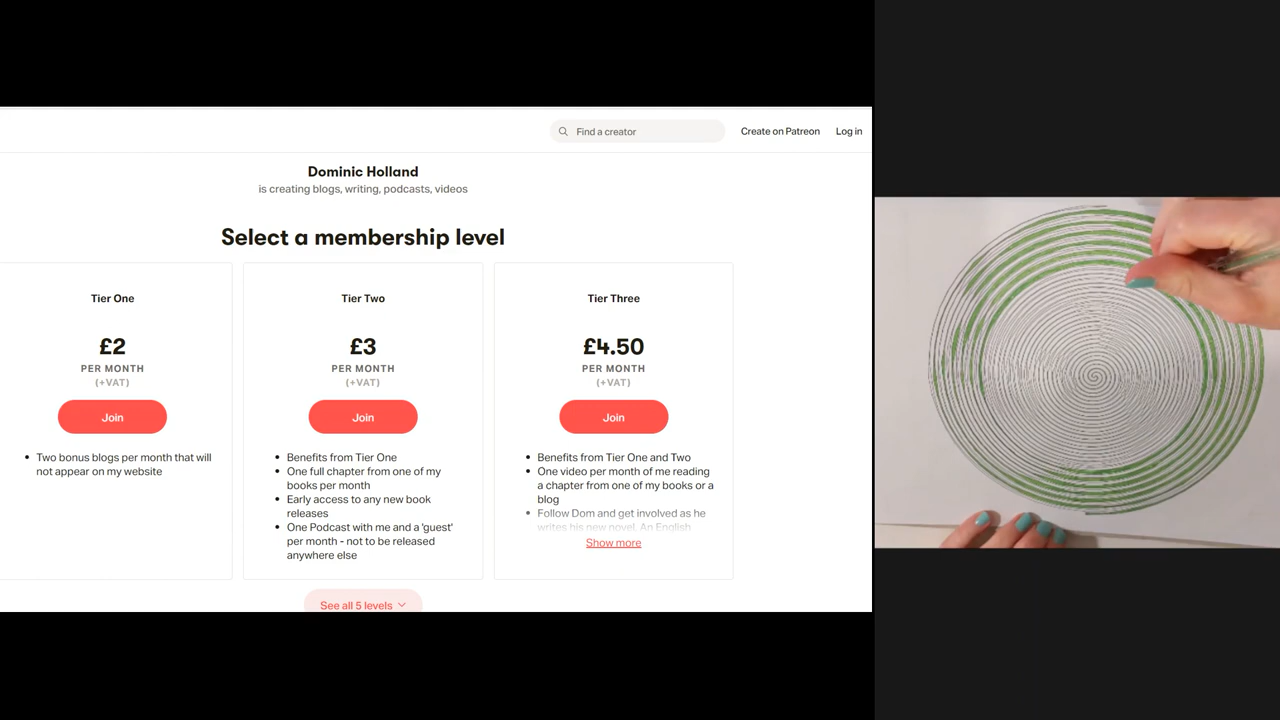 Find a creator
Create on Patreon
Log in
Dominic Holland
is creating blogs, writing, podcasts, videos
Select a membership level
Tier One
£2
PER MONTH
(+VAT)
Join
Two bonus blogs per month that will
not appear on my website
Tier Two
£3
PER MONTH
(+VAT)
Join
Benefits from Tier One
One full chapter from one of my
books per month
Early access to any new book
releases
One Podcast with me and a 'guest'
per month - not to be released
anywhere else
Tier Three
£4.50
PER MONTH
(+VAT)
Join
Benefits from Tier One and Two
One video per month of me reading
a chapter from one of my books or a
blog
Follow Dom and get involved as he
writes his new novel, An English
Show more
See all 5 levels